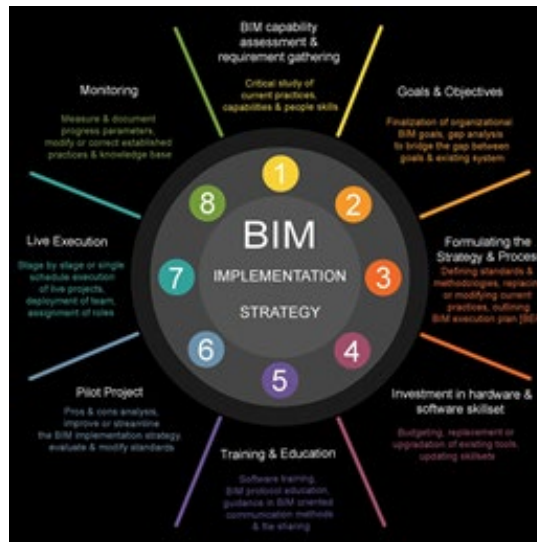 BIM capability
assessment &
requirement gathering
Critical study of
current practices,
capabilities & people skills
Goals & Objectives
Finalization of organizational
BIM goals, gap analysis
to bridge the gap between
goals & existing system
Formulating the
Strategy & Process
Defining standards &
methodologies, replacin
or modifying current
practices, outlining
BIM execution plan [BE
Investment in hardware &
software skillset
Budgeting, replacement or
upgradation of existing tools,
updating skillsets
Training & Education
Software training,
BIM protocol education,
guidance in BIM oriented
communication methods
& file sharing
Pilot Project
Pros & cons analysis,
improve or streamline
the BIM implementation strategy,
evaluate & modify standards
Live Execution
Stage by stage or single
schedule execution
of live projects,
deployment of team,
assignment of roles
Monitoring
Measure & document
progress parameters,
modify or correct established
practices & knowledge base
1
2
3
4
5
6
7
8
BIM
IMPLEMENTATION
STRATEGY